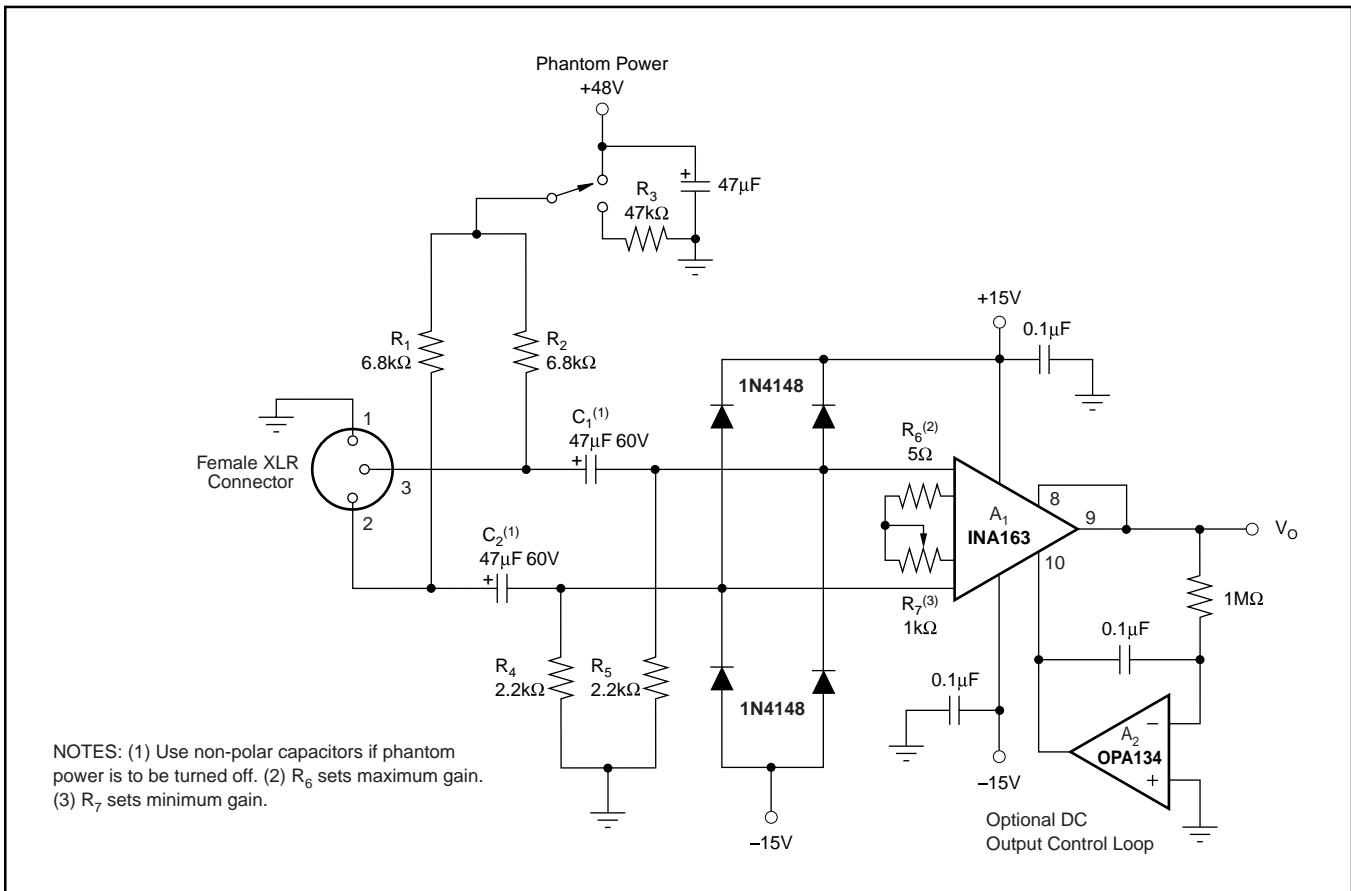 Phantom Power
+48V
+
47µF
R3
47kΩ
+15V
0.1µF
R1
6.8kΩ
R2
6.8kΩ
1N4148
1
C1(1)
47µF 60V
+
R6(2)
5Ω
Female XLR
Connector
3
2
8
A1
INA163
9
VO
10
C2(1)
47µF 60V
+
R7(3)
1kΩ
1MΩ
0.1µF
R4
2.2kΩ
R5
2.2kΩ
0.1µF
1N4148
–
A2
OPA134
+
–15V
NOTES: (1) Use non-polar capacitors if phantom
power is to be turned off. (2) R6 sets maximum gain.
(3) R7 sets minimum gain.
–15V
Optional DC
Output Control Loop